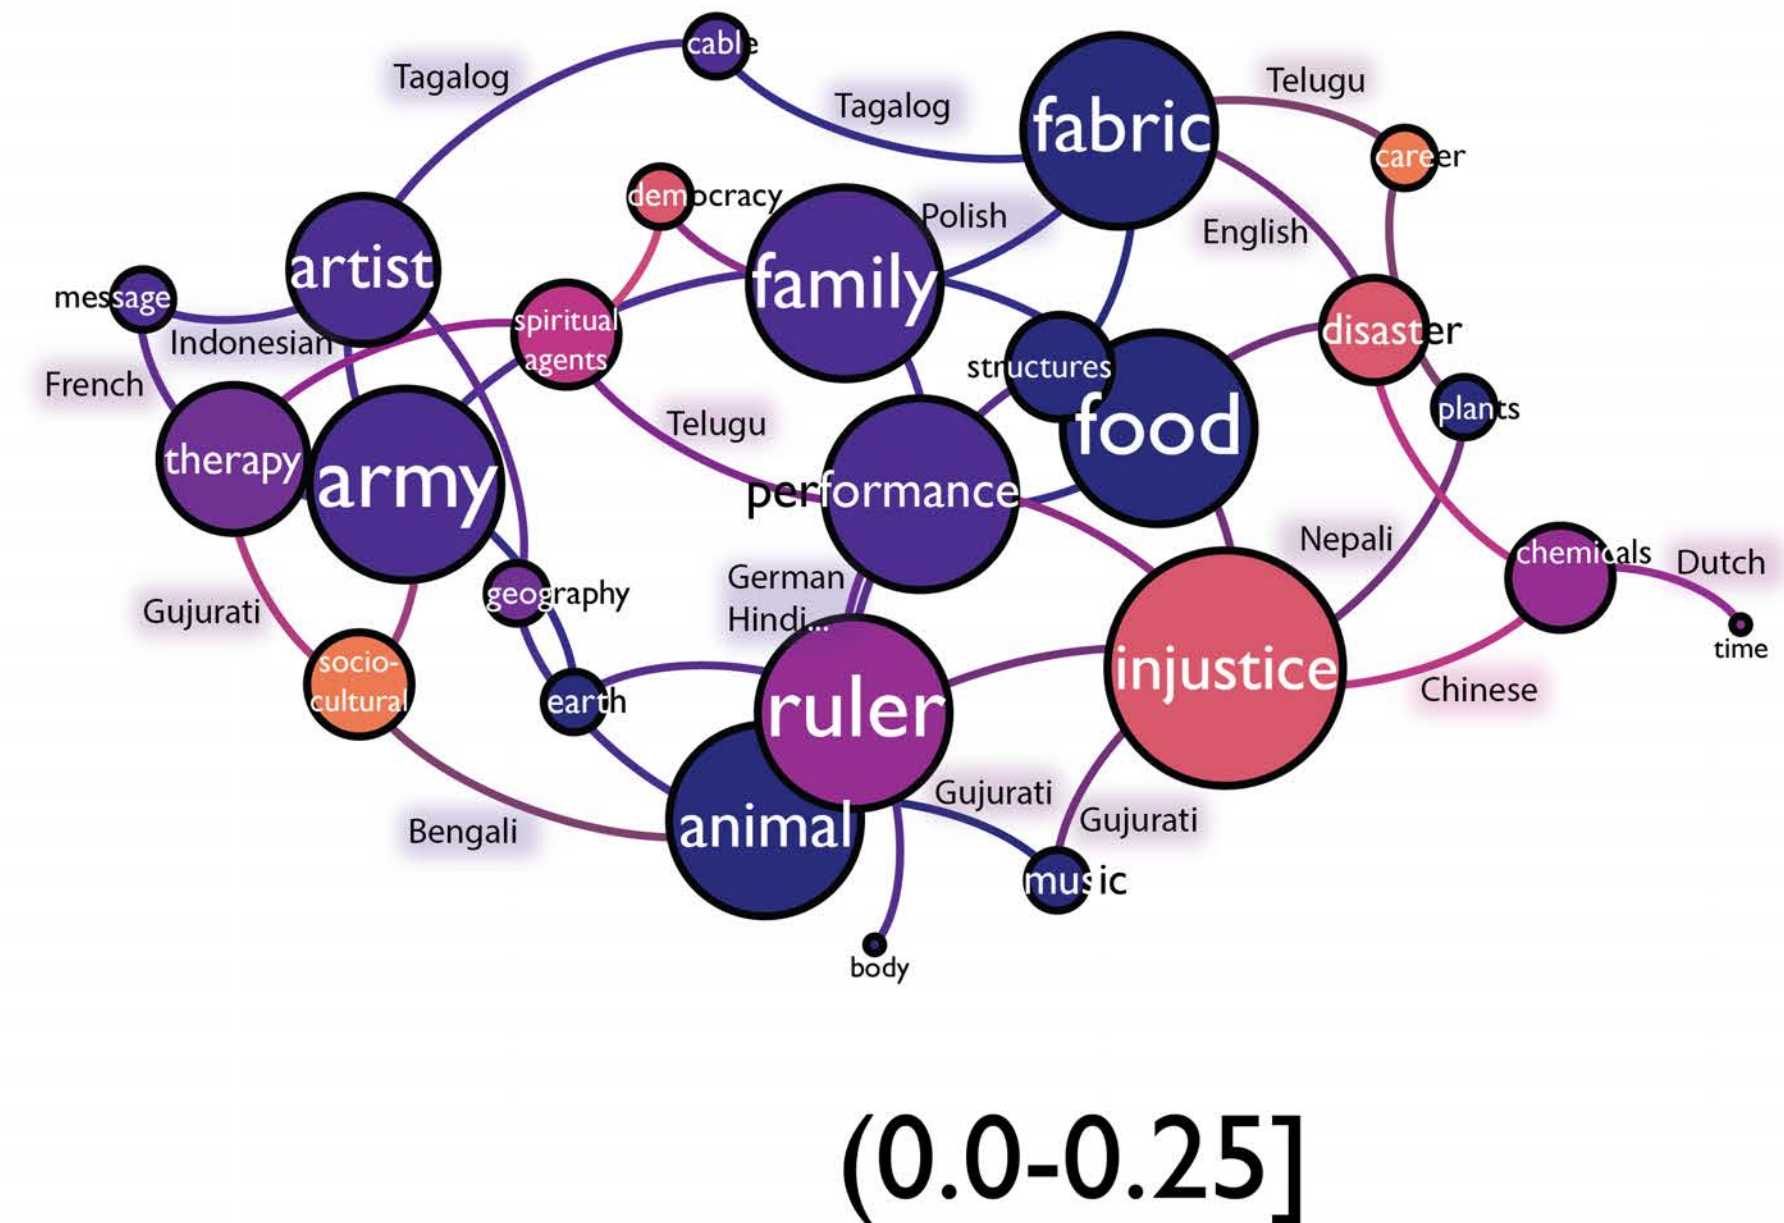 cable
Tagalog
Tagalog
fabric
Telugu
career
democracy
Polish
English
artist
family
message
Indonesian
spiritual
agents
disaster
French
structures
plants
Telugu
food
therapy
army
performance
Nepali
chemicals
Dutch
German
Hindi...
geography
Gujurati
time
socio-
cultural
earth
ruler
injustice
Chinese
Gujurati
Gujurati
Bengali
animal
music
body
(0.0-0.25]